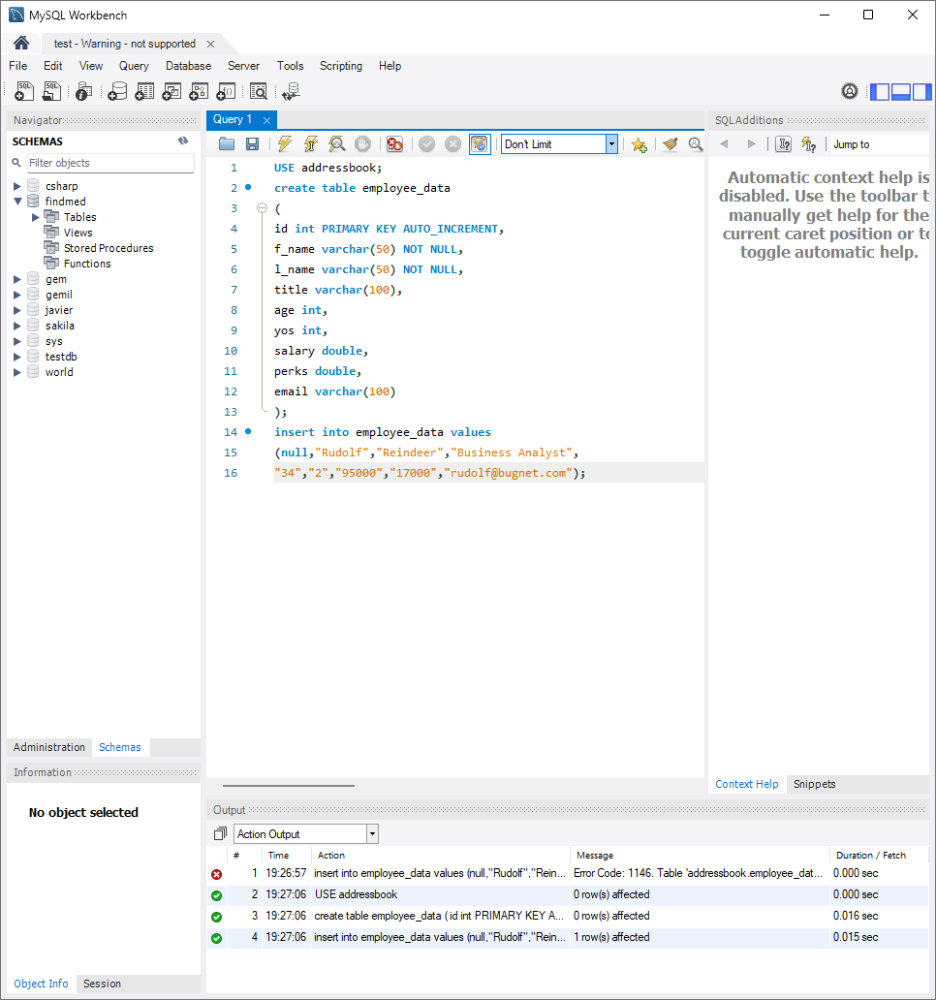 MySQL Workbench
test - Warning - not supported
File Edit View Query Database Server Tools Scripting Help
Navigator
SCHEMAS
Filter objects
csharp
findmed
Tables
Views
Stored Procedures
Functions
gem
gemil
javier
sakila
sys
testdb
world
Administration Schemas
Information
No object selected
Object Info Session
Query 1
Don't Limit
1 USE addressbook;
2 create table employee_data
3 (
4 id int PRIMARY KEY AUTO_INCREMENT,
5 f_name varchar(50) NOT NULL,
6 l_name varchar(50) NOT NULL,
7 title varchar(100),
8 age int,
9 yos int,
10 salary double,
11 perks double,
12 email varchar(100)
13 );
14 insert into employee_data values
15 (null,"Rudolf","Reindeer","Business Analyst",
16 "34","2","95000","17000","rudolf@bugnet.com");
SQLAdditions
Jump to
Automatic context help is
disabled. Use the toolbar t
manually get help for the
current caret position or to
toggle automatic help.
Context Help Snippets
Output
Action Output
# Time Action Message Duration / Fetch
1 19:26:57 insert into employee_data values (null,"Rudolf","Rein... Error Code: 1146. Table 'addressbook.employee_dat... 0.000 sec
2 19:27:06 USE addressbook 0 row(s) affected 0.000 sec
3 19:27:06 create table employee_data ( id int PRIMARY KEY A... 0 row(s) affected 0.016 sec
4 19:27:06 insert into employee_data values (null,"Rudolf","Rein... 1 row(s) affected 0.015 sec